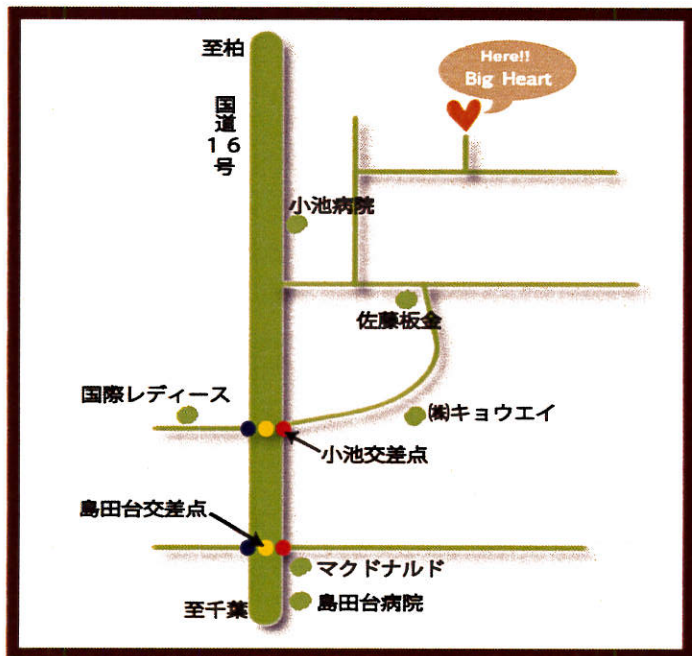 至柏
Here!!
Big Heart
国道16号
小池病院
佐藤板金
国際レディース
㈱キョウエイ
小池交差点
島田台交差点
マクドナルド
島田台病院
至千葉